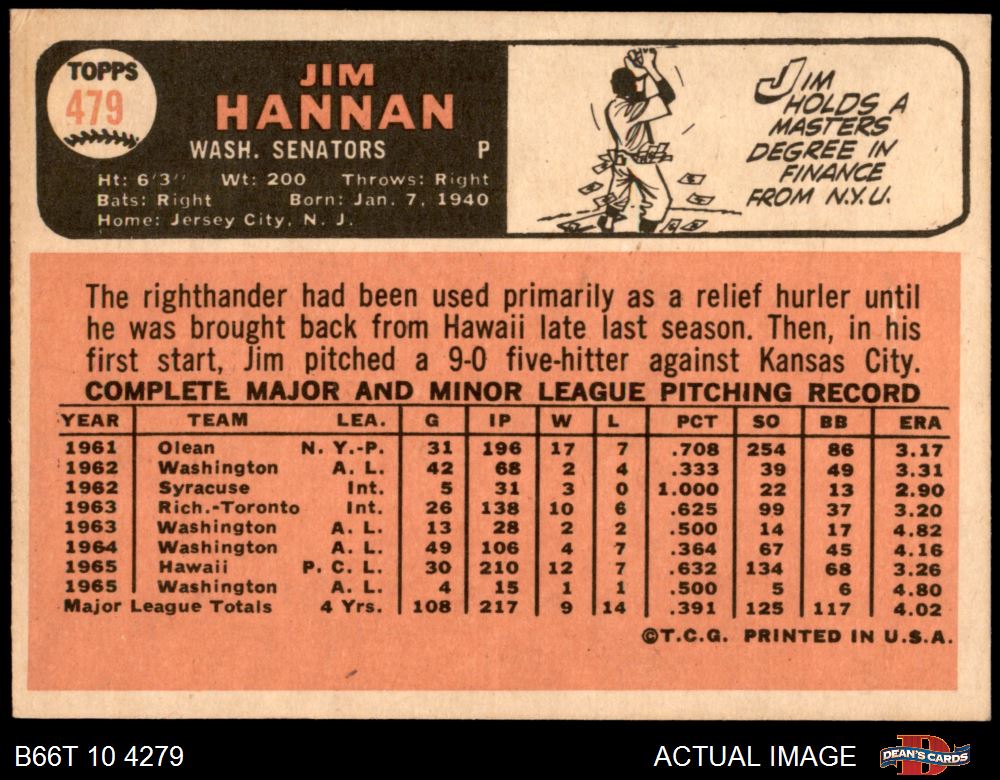 TOPPS
479
JIM
HANNAN
WASH. SENATORS P
Ht: 6'3" Wt: 200 Throws: Right
Bats: Right Born: Jan. 7, 1940
Home: Jersey City, N. J.
JIM
HOLDS A
MASTERS
DEGREE IN
FINANCE
FROM N.Y.U.
The righthander had been used primarily as a relief hurler until
he was brought back from Hawaii late last season. Then, in his
first start, Jim pitched a 9-0 five-hitter against Kansas City.
COMPLETE MAJOR AND MINOR LEAGUE PITCHING RECORD
YEAR TEAM LEA. G IP W L PCT SO BB ERA
1961 Olean N. Y.-P. 31 196 17 7 .708 254 86 3.17
1962 Washington A. L. 42 68 2 4 .333 39 49 3.31
1962 Syracuse Int. 5 31 3 0 1.000 22 13 2.90
1963 Rich.-Toronto Int. 26 138 10 6 .625 99 37 3.20
1963 Washington A. L. 13 28 2 2 .500 14 17 4.82
1964 Washington A. L. 49 106 4 7 .364 67 45 4.16
1965 Hawaii P. C. L. 30 210 12 7 .632 134 68 3.26
1965 Washington A. L. 4 15 1 1 .500 5 6 4.80
Major League Totals 4 Yrs. 108 217 9 14 .391 125 117 4.02
©T.C.G. PRINTED IN U.S.A.
B66T 10 4279 ACTUAL IMAGE DEAN'S CARDS